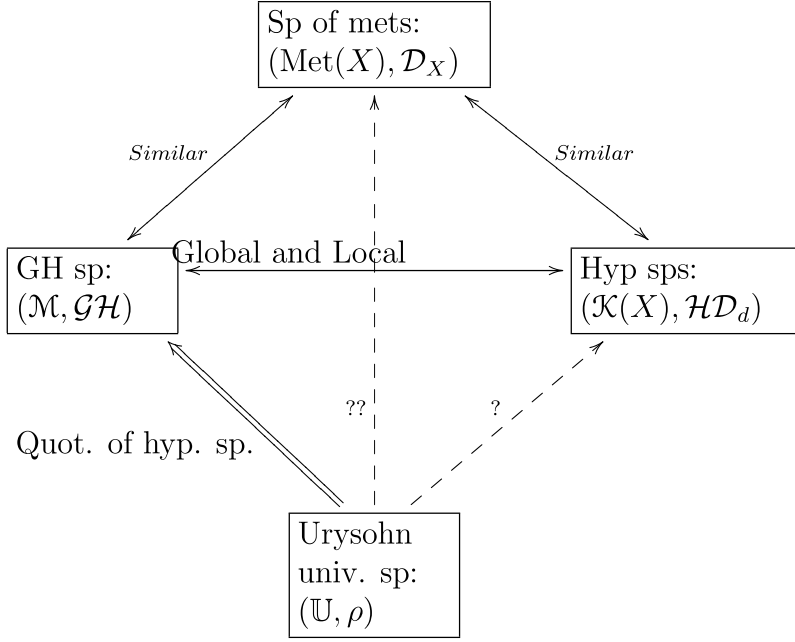 Sp of mets:
(Met(X), 𝒟_X)
Similar
Similar
Global and Local
GH sp:
(ℳ, 𝒢ℋ)
Hyp sps:
(𝒦(X), ℋ𝒟_d)
??
?
Quot. of hyp. sp.
Urysohn
univ. sp:
(𝕌, ρ)